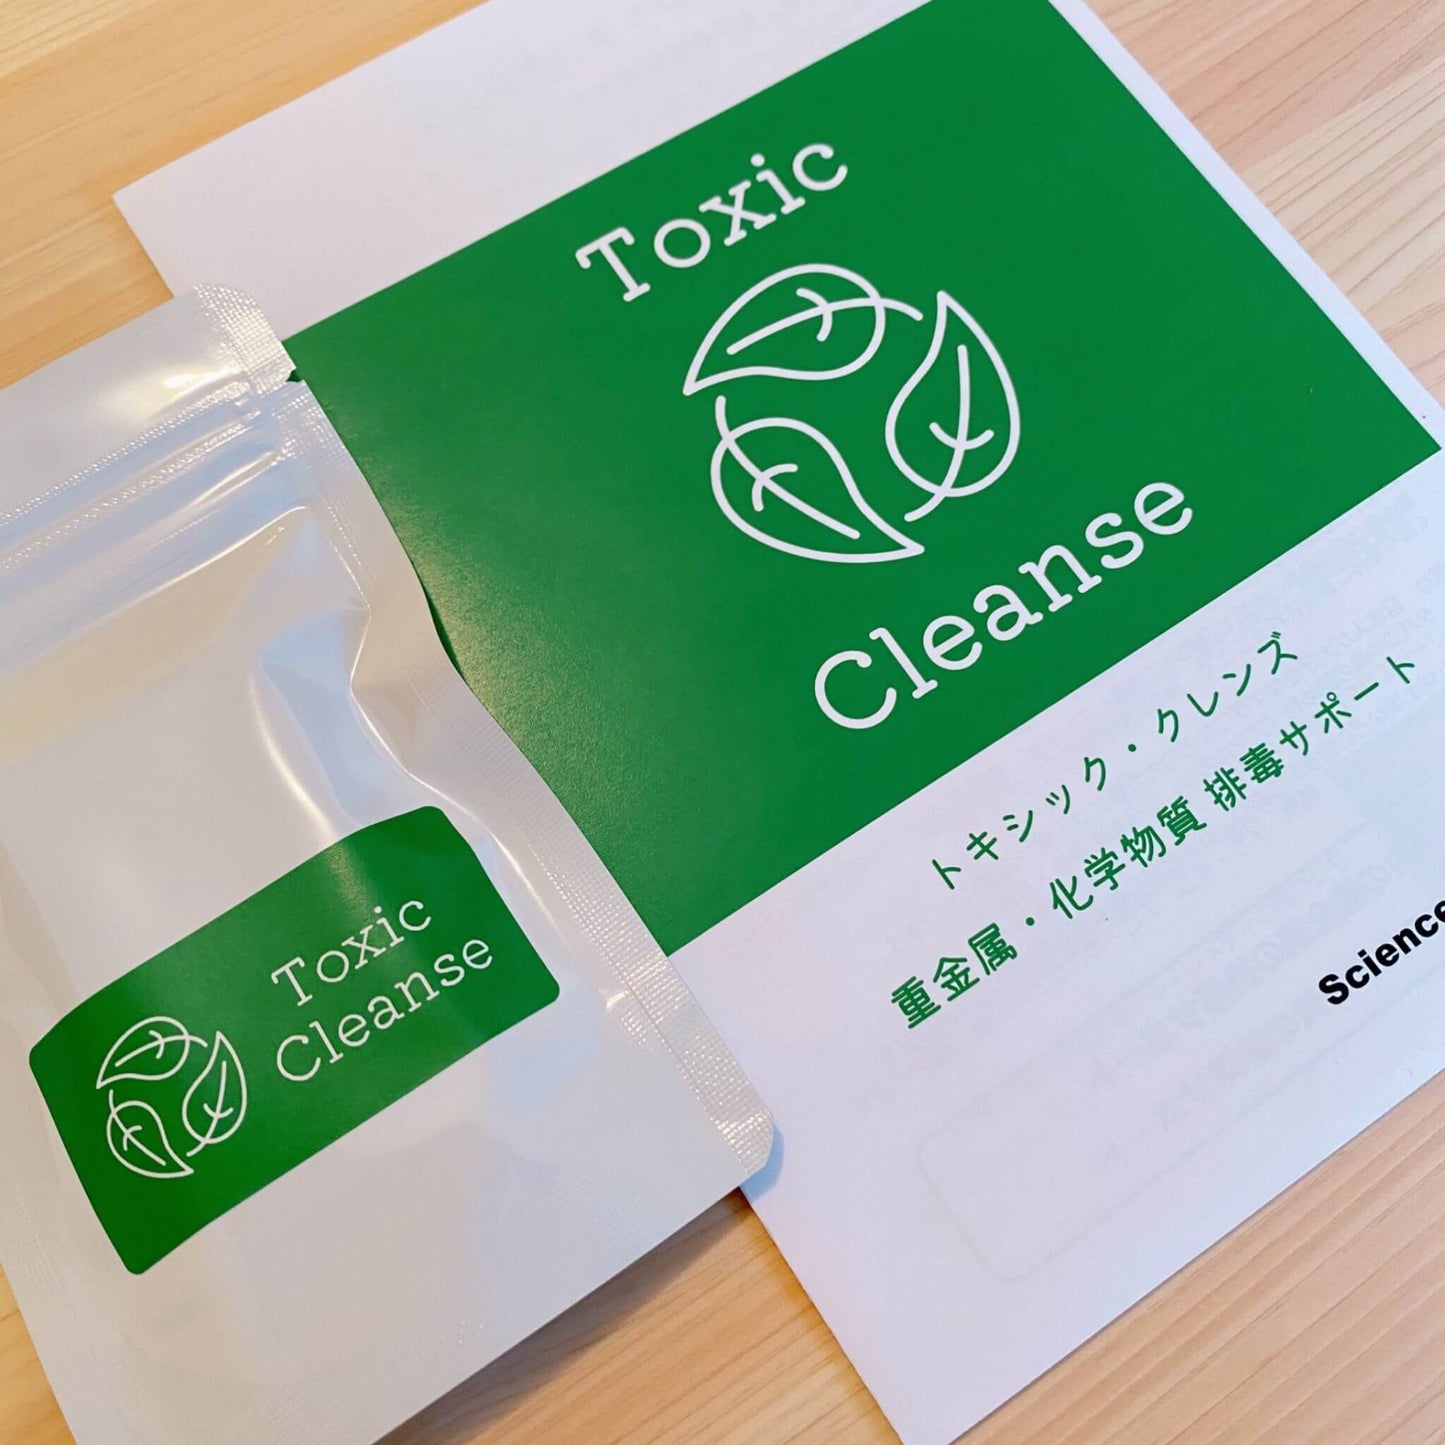 Toxic
Cleanse
トキシック・クレンズ
重金属・化学物質 排毒サポート
Science
Toxic
Cleanse